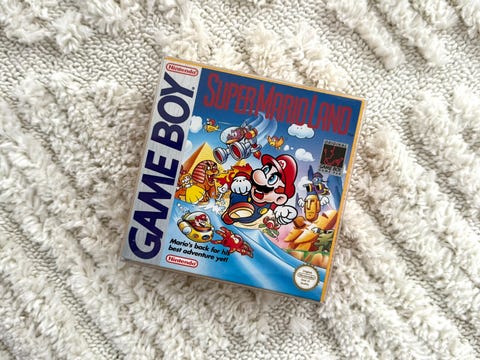 Nintendo
GAME BOY
SUPER MARIO LAND
Mario's back for his
best adventure yet!
Nintendo